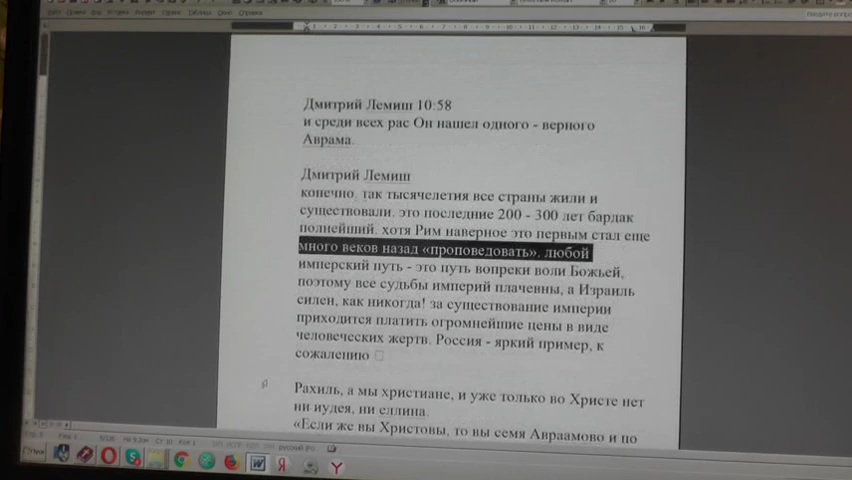 Дмитрий Лемиш 10:58
и среди всех рас Он нашел одного - верного
Аврама.
Дмитрий Лемиш
конечно. так тысячелетия все страны жили и
существовали. это последние 200 - 300 лет бардак
полнейший. хотя Рим наверное это первым стал еще
много веков назад «проповедовать». любой
имперский путь - это путь вопреки воли Божьей,
поэтому все судьбы империй плаченны, а Израиль
силен, как никогда! за существование империи
приходится платить огромнейшие цены в виде
человеческих жертв. Россия - яркий пример, к
сожалению
Рахиль, а мы христиане, и уже только во Христе нет
ни иудея, ни еллина.
«Если же вы Христовы, то вы семя Авраамово и по